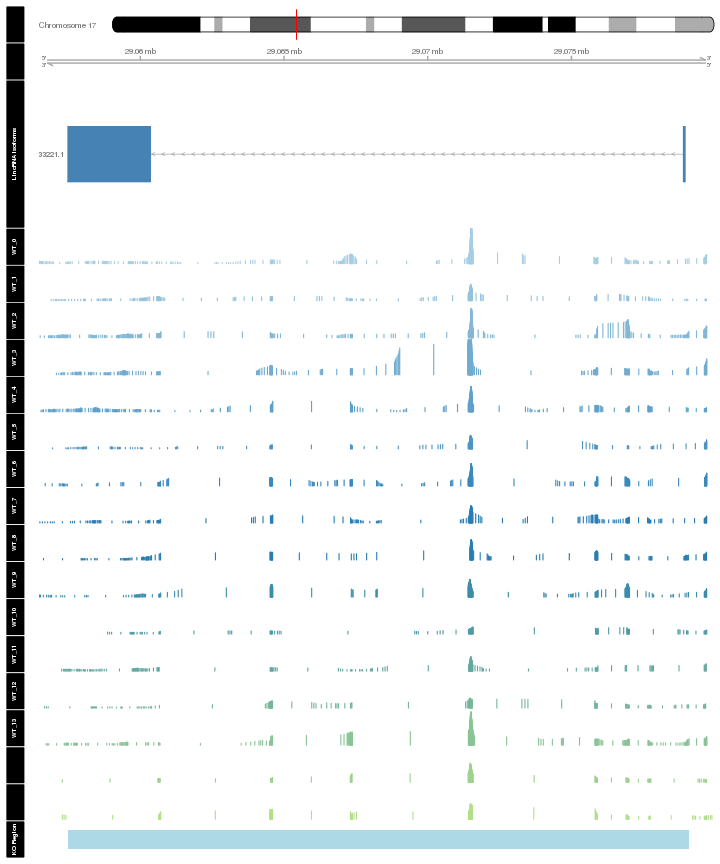 Chromosome 17
29.06 mb
29.065 mb
29.07 mb
29.075 mb
5'
3'
3'
5'
LincRNA Isoforms
33221.1
WT_0
WT_1
WT_2
WT_3
WT_4
WT_5
WT_6
WT_7
WT_8
WT_9
WT_10
WT_11
WT_12
WT_13
KO Region